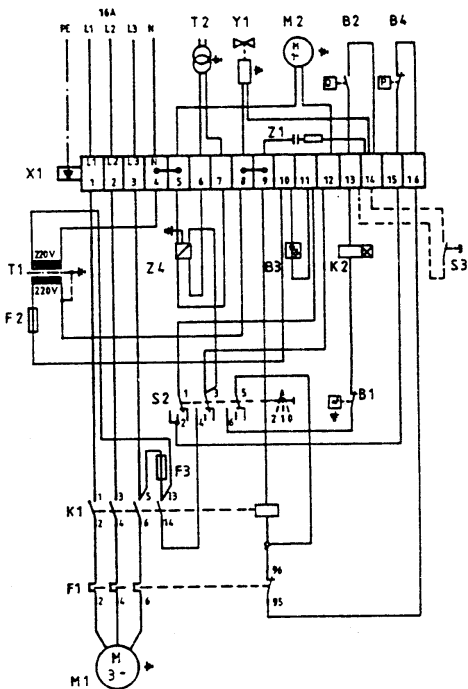 16A
PE L1 L2 L3 N
T2 Y1 M2 B2 B4
M
1~
Q P
Z1
X1
L1 L2 L3 N
1 2 3 4 5 6 7 8 9 10 11 12 13 14 15 16
T1
220V
220V
Z4 B3 K2 S3
F2
S2
1 3 5
2 4 6
A
2 1 0
B1
F3
K1
1 3 5 13
2 4 6 14
F1
2 4 6
96
95
M1
M
3~